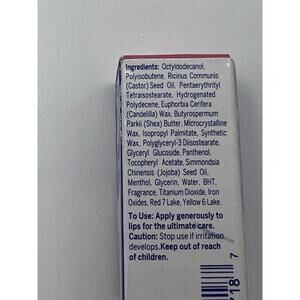 Ingredients: Octyldodecanol,
Polyisobutene, Ricinus Communis
(Castor) Seed Oil, Pentaerythrityl
Tetraisostearate, Hydrogenated
Polydecene, Euphorbia Cerifera
(Candelilla) Wax, Butyrospermum
Parkii (Shea) Butter, Microcrystalline
Wax, Isopropyl Palmitate, Synthetic
Wax, Polyglyceryl-3 Diisostearate,
Glyceryl Glucoside, Panthenol,
Tocopheryl Acetate, Simmondsia
Chinensis (Jojoba) Seed Oil,
Menthol, Glycerin, Water, BHT,
Fragrance, Titanium Dioxide, Iron
Oxides, Red 7 Lake, Yellow 6 Lake.
To Use: Apply generously to
lips for the ultimate care.
Caution: Stop use if irritation
develops. Keep out of reach
of children.
18 7